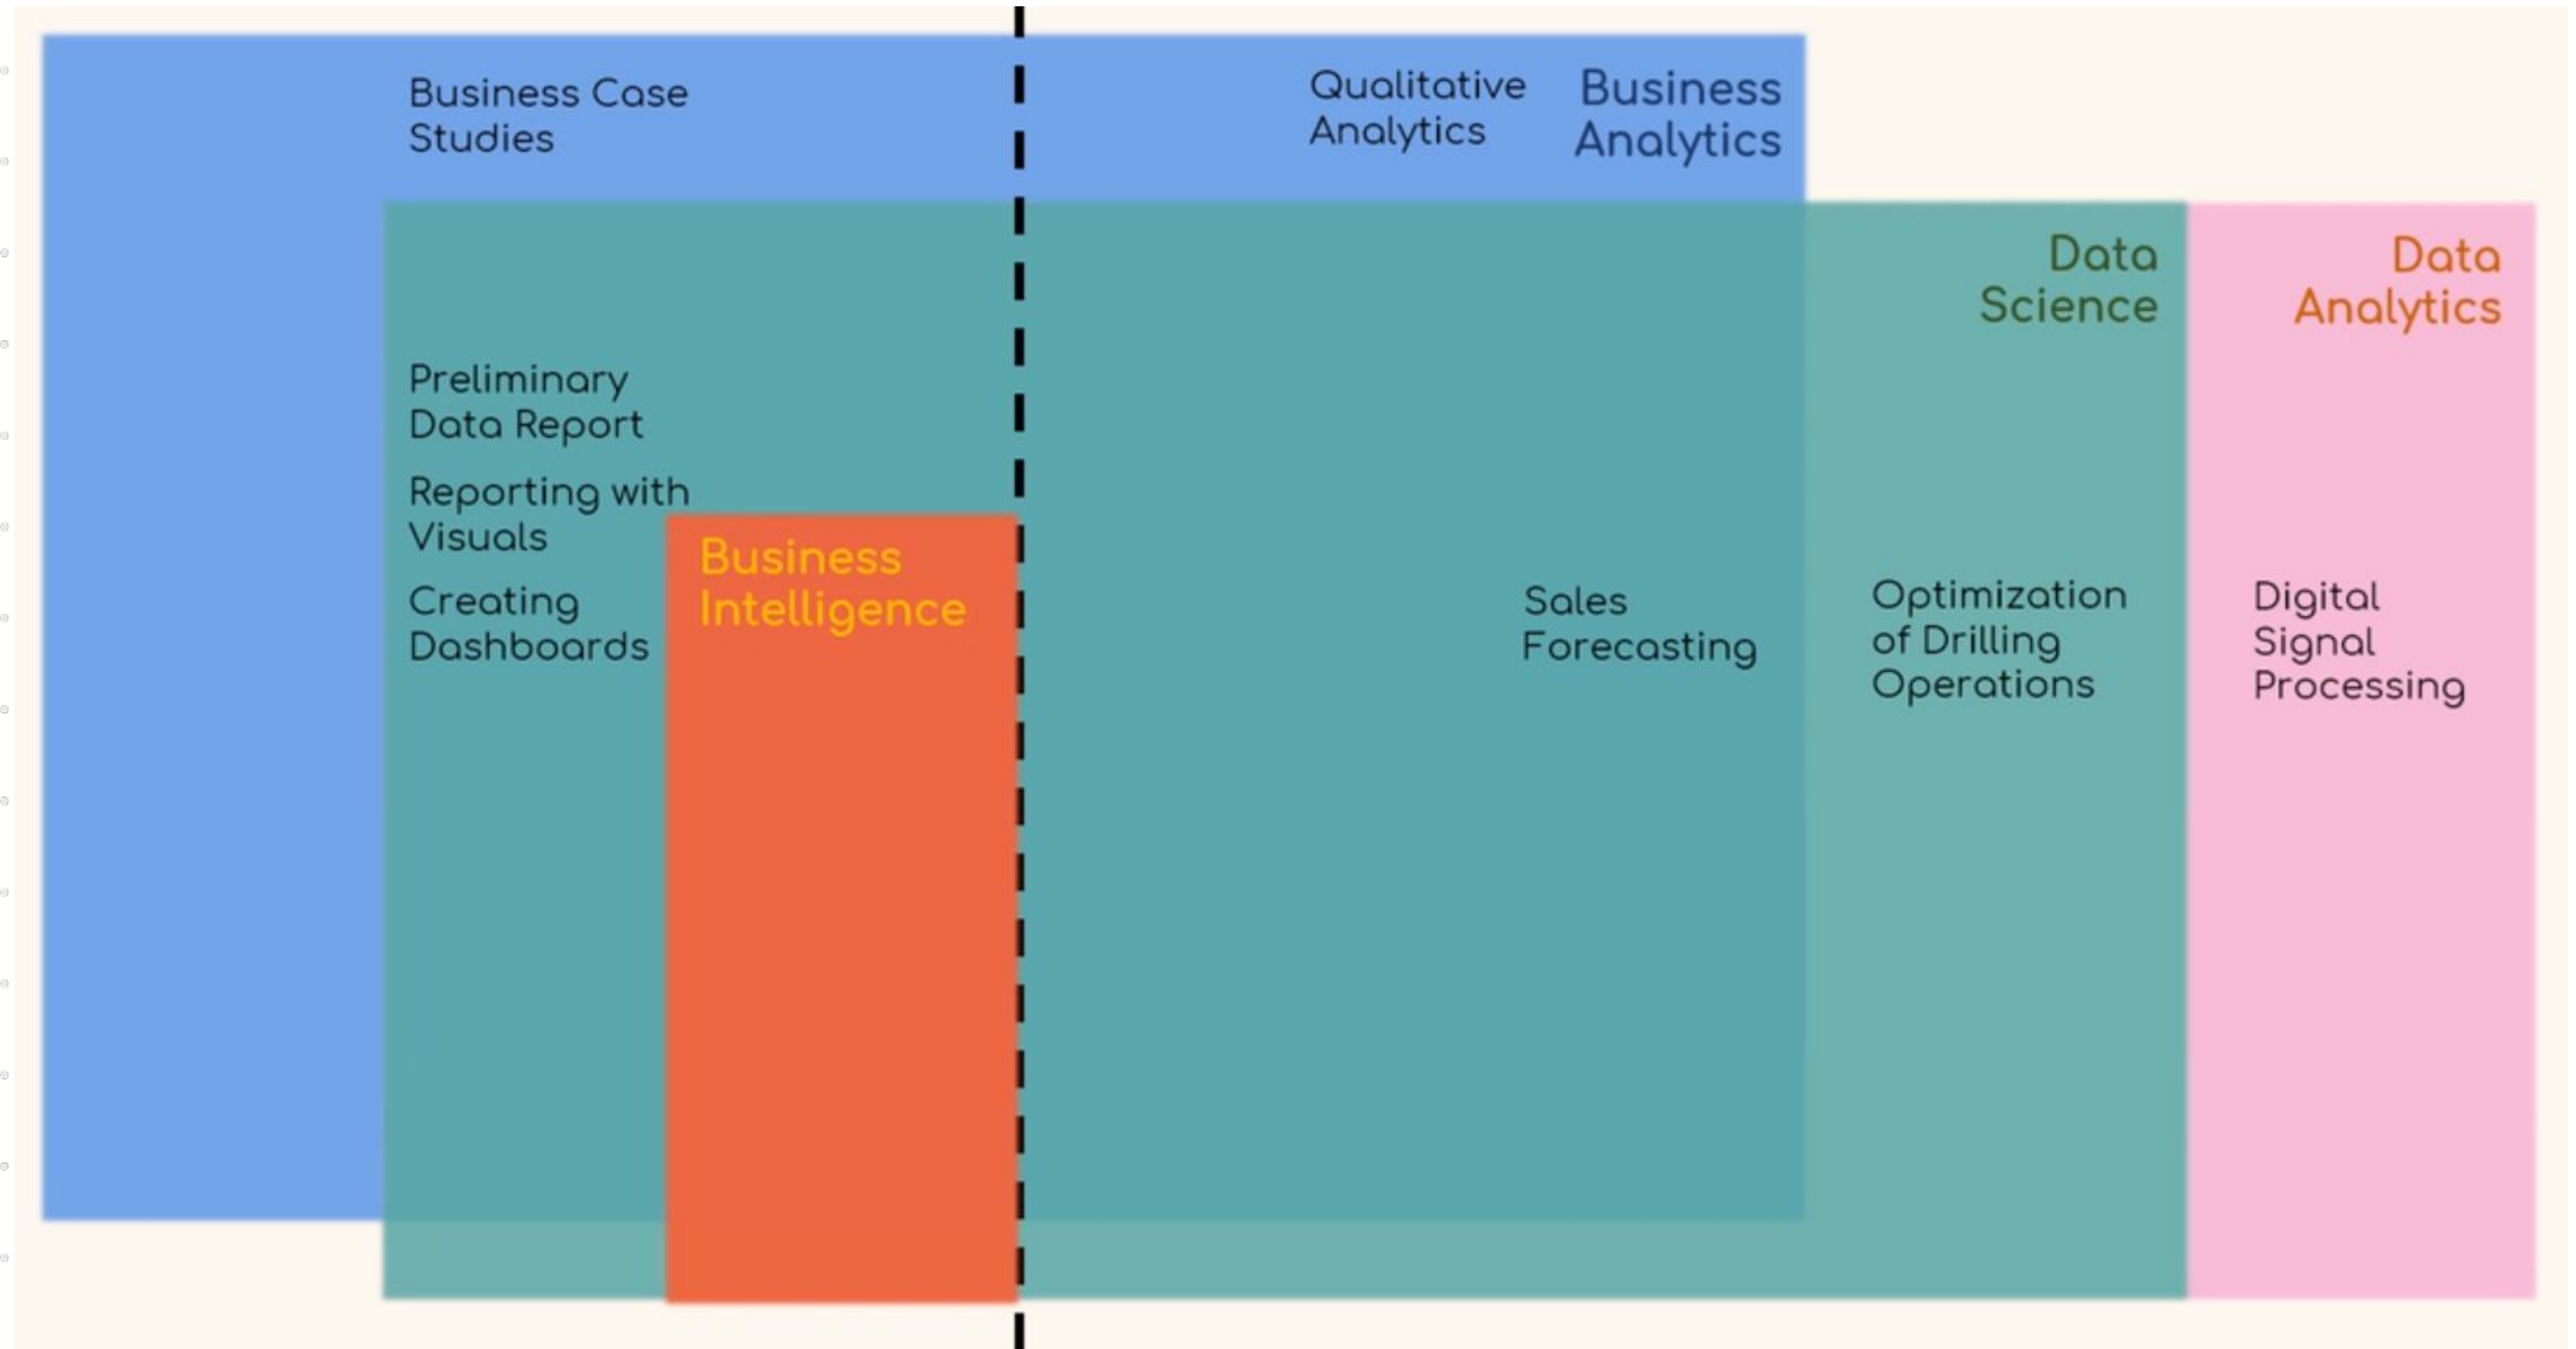 Business Case
Studies
Qualitative
Analytics
Business
Analytics
Data
Science
Data
Analytics
Preliminary
Data Report
Reporting with
Visuals
Creating
Dashboards
Business
Intelligence
Sales
Forecasting
Optimization
of Drilling
Operations
Digital
Signal
Processing